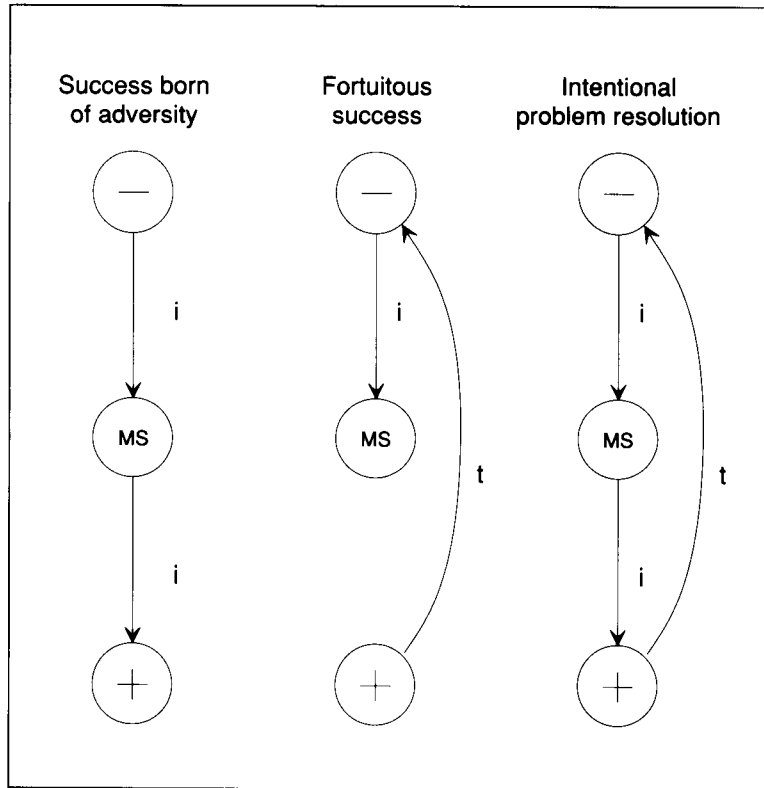 Success born
of adversity
Fortuitous
success
Intentional
problem resolution
—
—
—
i
i
i
MS
MS
MS
t
t
i
i
+
+
+